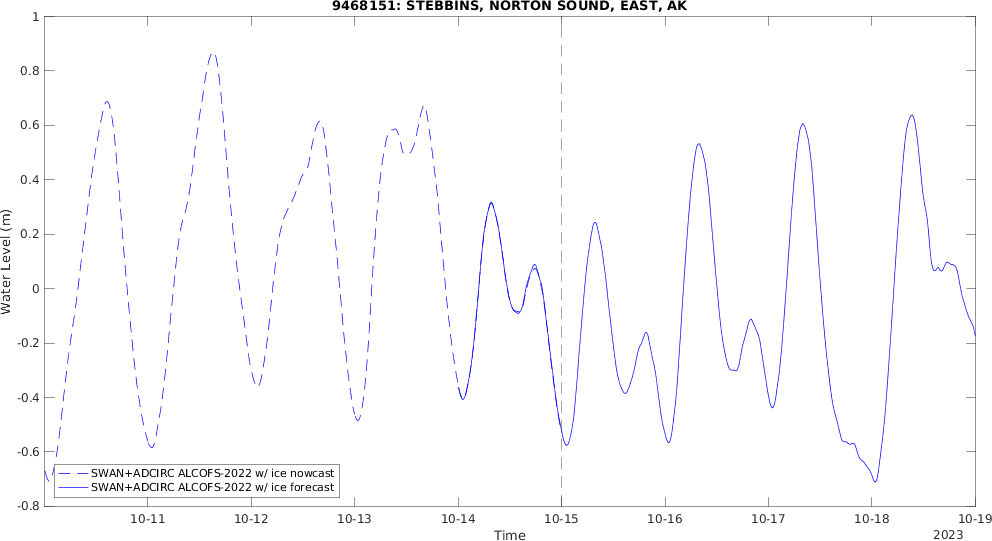 9468151: STEBBINS, NORTON SOUND, EAST, AK
1
0.8
0.6
0.4
0.2
0
-0.2
-0.4
-0.6
-0.8
Water Level (m)
SWAN+ADCIRC ALCOFS-2022 w/ ice nowcast
SWAN+ADCIRC ALCOFS-2022 w/ ice forecast
10-11 10-12 10-13 10-14 10-15 10-16 10-17 10-18 10-19
Time
2023